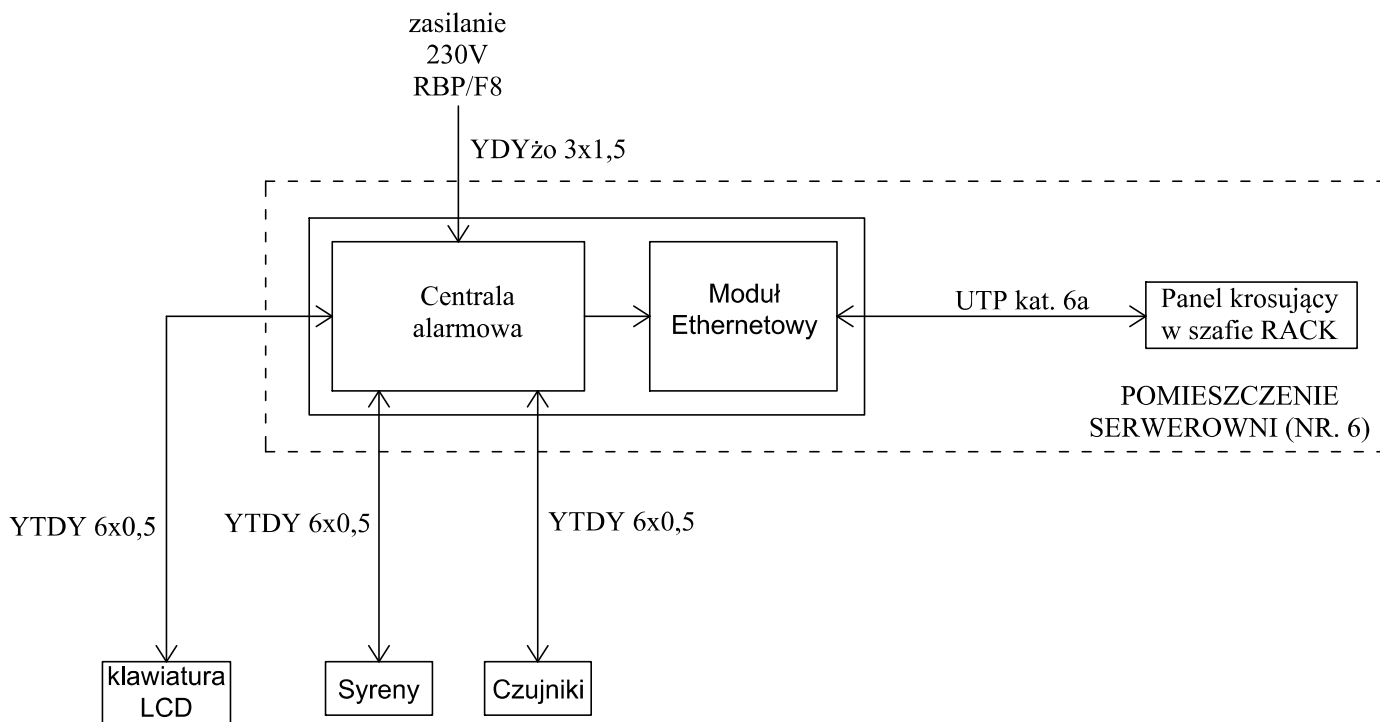 zasilanie
230V
RBP/F8
YDYżo 3x1,5
Centrala
alarmowa
Moduł
Ethernetowy
UTP kat. 6a
Panel krosujący
w szafie RACK
POMIESZCZENIE
SERWEROWNI (NR. 6)
YTDY 6x0,5
YTDY 6x0,5
YTDY 6x0,5
klawiatura
LCD
Syreny
Czujniki